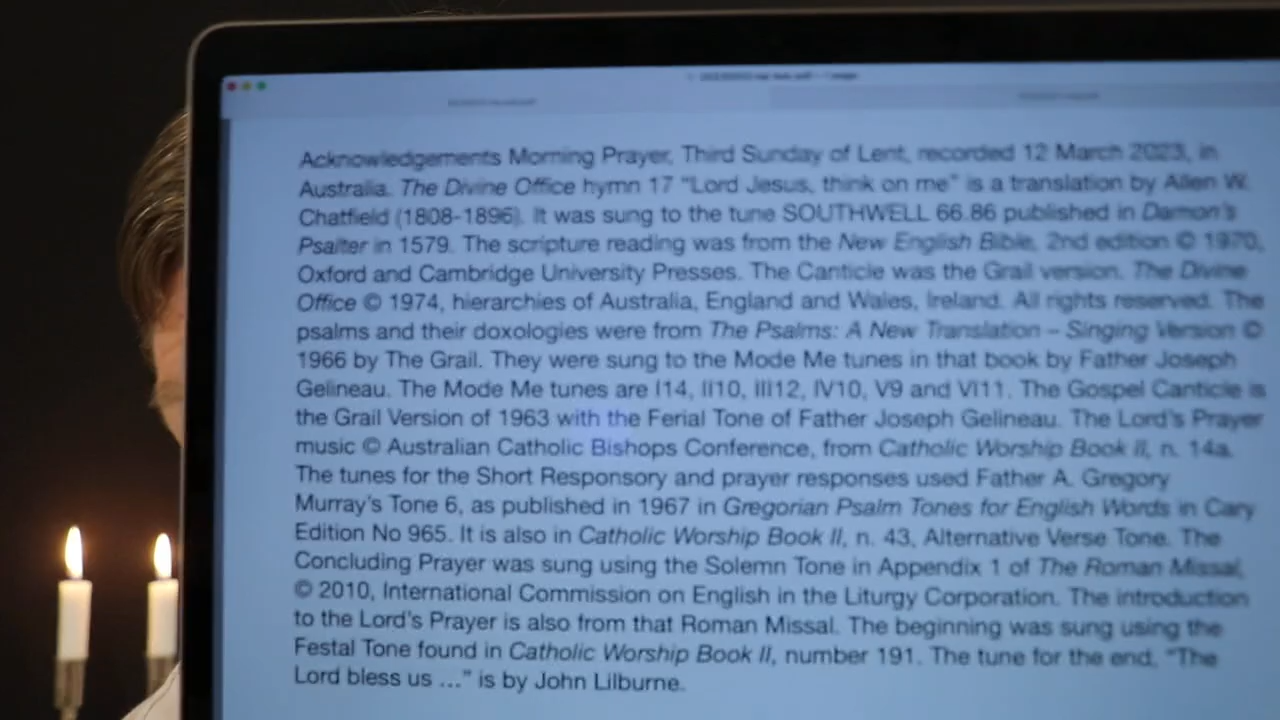 Acknowledgements Morning Prayer, Third Sunday of Lent, recorded 12 March 2023, in
Australia. The Divine Office hymn 17 “Lord Jesus, think on me” is a translation by Allen W.
Chatfield (1808-1896). It was sung to the tune SOUTHWELL 66.86 published in Damon’s
Psalter in 1579. The scripture reading was from the New English Bible, 2nd edition © 1970,
Oxford and Cambridge University Presses. The Canticle was the Grail version. The Divine
Office © 1974, hierarchies of Australia, England and Wales, Ireland. All rights reserved. The
psalms and their doxologies were from The Psalms: A New Translation – Singing Version ©
1966 by The Grail. They were sung to the Mode Me tunes in that book by Father Joseph
Gelineau. The Mode Me tunes are I14, II10, III12, IV10, V9 and VI11. The Gospel Canticle is
the Grail Version of 1963 with the Ferial Tone of Father Joseph Gelineau. The Lord’s Prayer
music © Australian Catholic Bishops Conference, from Catholic Worship Book II, n. 14a.
The tunes for the Short Responsory and prayer responses used Father A. Gregory
Murray’s Tone 6, as published in 1967 in Gregorian Psalm Tones for English Words in Cary
Edition No 965. It is also in Catholic Worship Book II, n. 43, Alternative Verse Tone. The
Concluding Prayer was sung using the Solemn Tone in Appendix 1 of The Roman Missal,
© 2010, International Commission on English in the Liturgy Corporation. The introduction
to the Lord’s Prayer is also from that Roman Missal. The beginning was sung using the
Festal Tone found in Catholic Worship Book II, number 191. The tune for the end, “The
Lord bless us ...” is by John Lilburne.